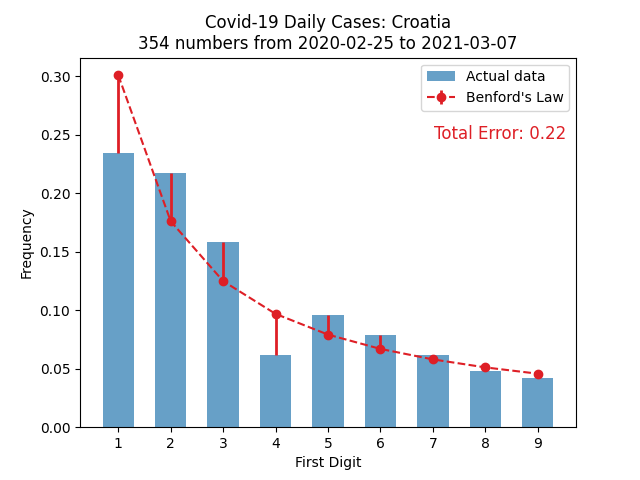 Covid-19 Daily Cases: Croatia
354 numbers from 2020-02-25 to 2021-03-07
Actual data
Benford's Law
Total Error: 0.22
Frequency
0.30
0.25
0.20
0.15
0.10
0.05
0.00
1 2 3 4 5 6 7 8 9
First Digit